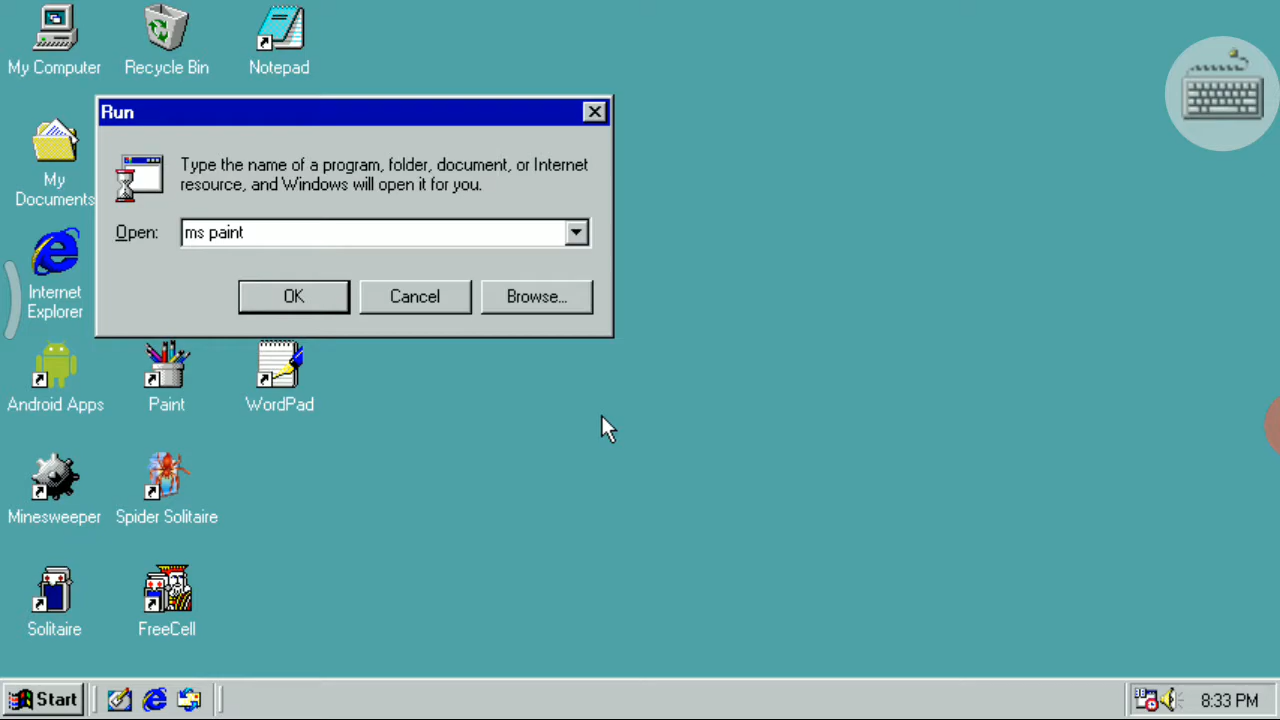 My Computer
Recycle Bin
Notepad
Run
Type the name of a program, folder, document, or Internet
resource, and Windows will open it for you.
Open:
ms paint
OK
Cancel
Browse...
My
Documents
Internet
Explorer
Android Apps
Paint
WordPad
Minesweeper
Spider Solitaire
Solitaire
FreeCell
Start
8:33 PM